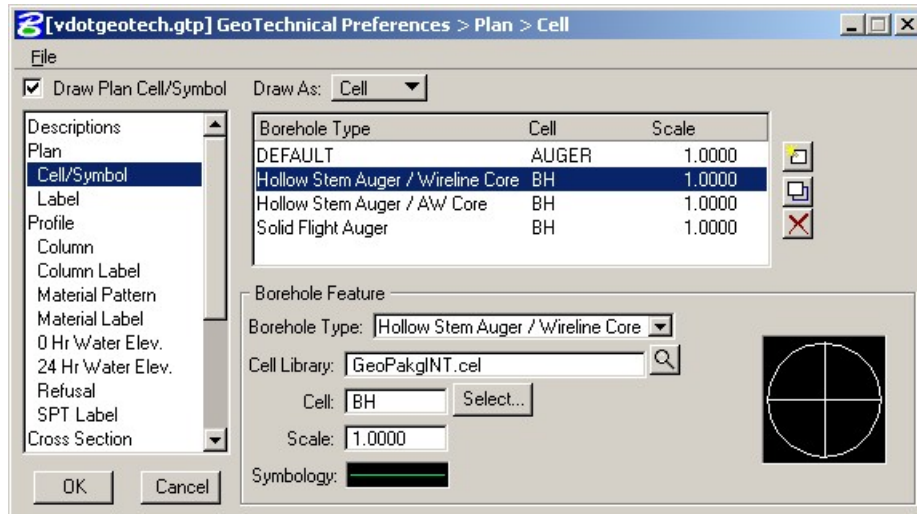 [vdotgeotech.gtp] GeoTechnical Preferences > Plan > Cell
File
Draw Plan Cell/Symbol Draw As: Cell
Descriptions
Plan
Cell/Symbol
Label
Profile
Column
Column Label
Material Pattern
Material Label
0 Hr Water Elev.
24 Hr Water Elev.
Refusal
SPT Label
Cross Section
OK Cancel
Borehole Type Cell Scale
DEFAULT AUGER 1.0000
Hollow Stem Auger / Wireline Core BH 1.0000
Hollow Stem Auger / AW Core BH 1.0000
Solid Flight Auger BH 1.0000
Borehole Feature
Borehole Type: Hollow Stem Auger / Wireline Core
Cell Library: GeoPakgINT.cel
Cell: BH Select...
Scale: 1.0000
Symbology: